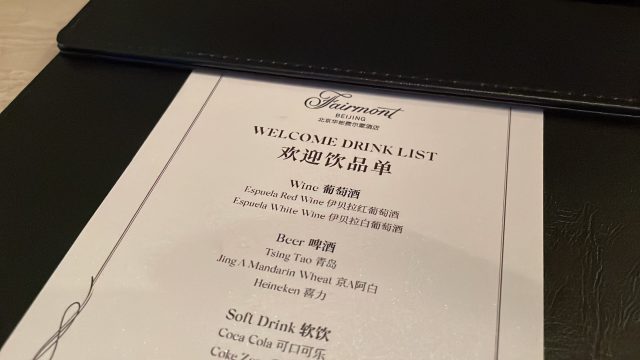 Fairmont
BEIJING
北京华彬费尔蒙酒店
WELCOME DRINK LIST
欢迎饮品单
Wine 葡萄酒
Espuela Red Wine 伊贝拉红葡萄酒
Espuela White Wine 伊贝拉白葡萄酒
Beer 啤酒
Tsing Tao 青岛
Jing A Mandarin Wheat 京A阿白
Heineken 喜力
Soft Drink 软饮
Coca Cola 可口可乐
Coke